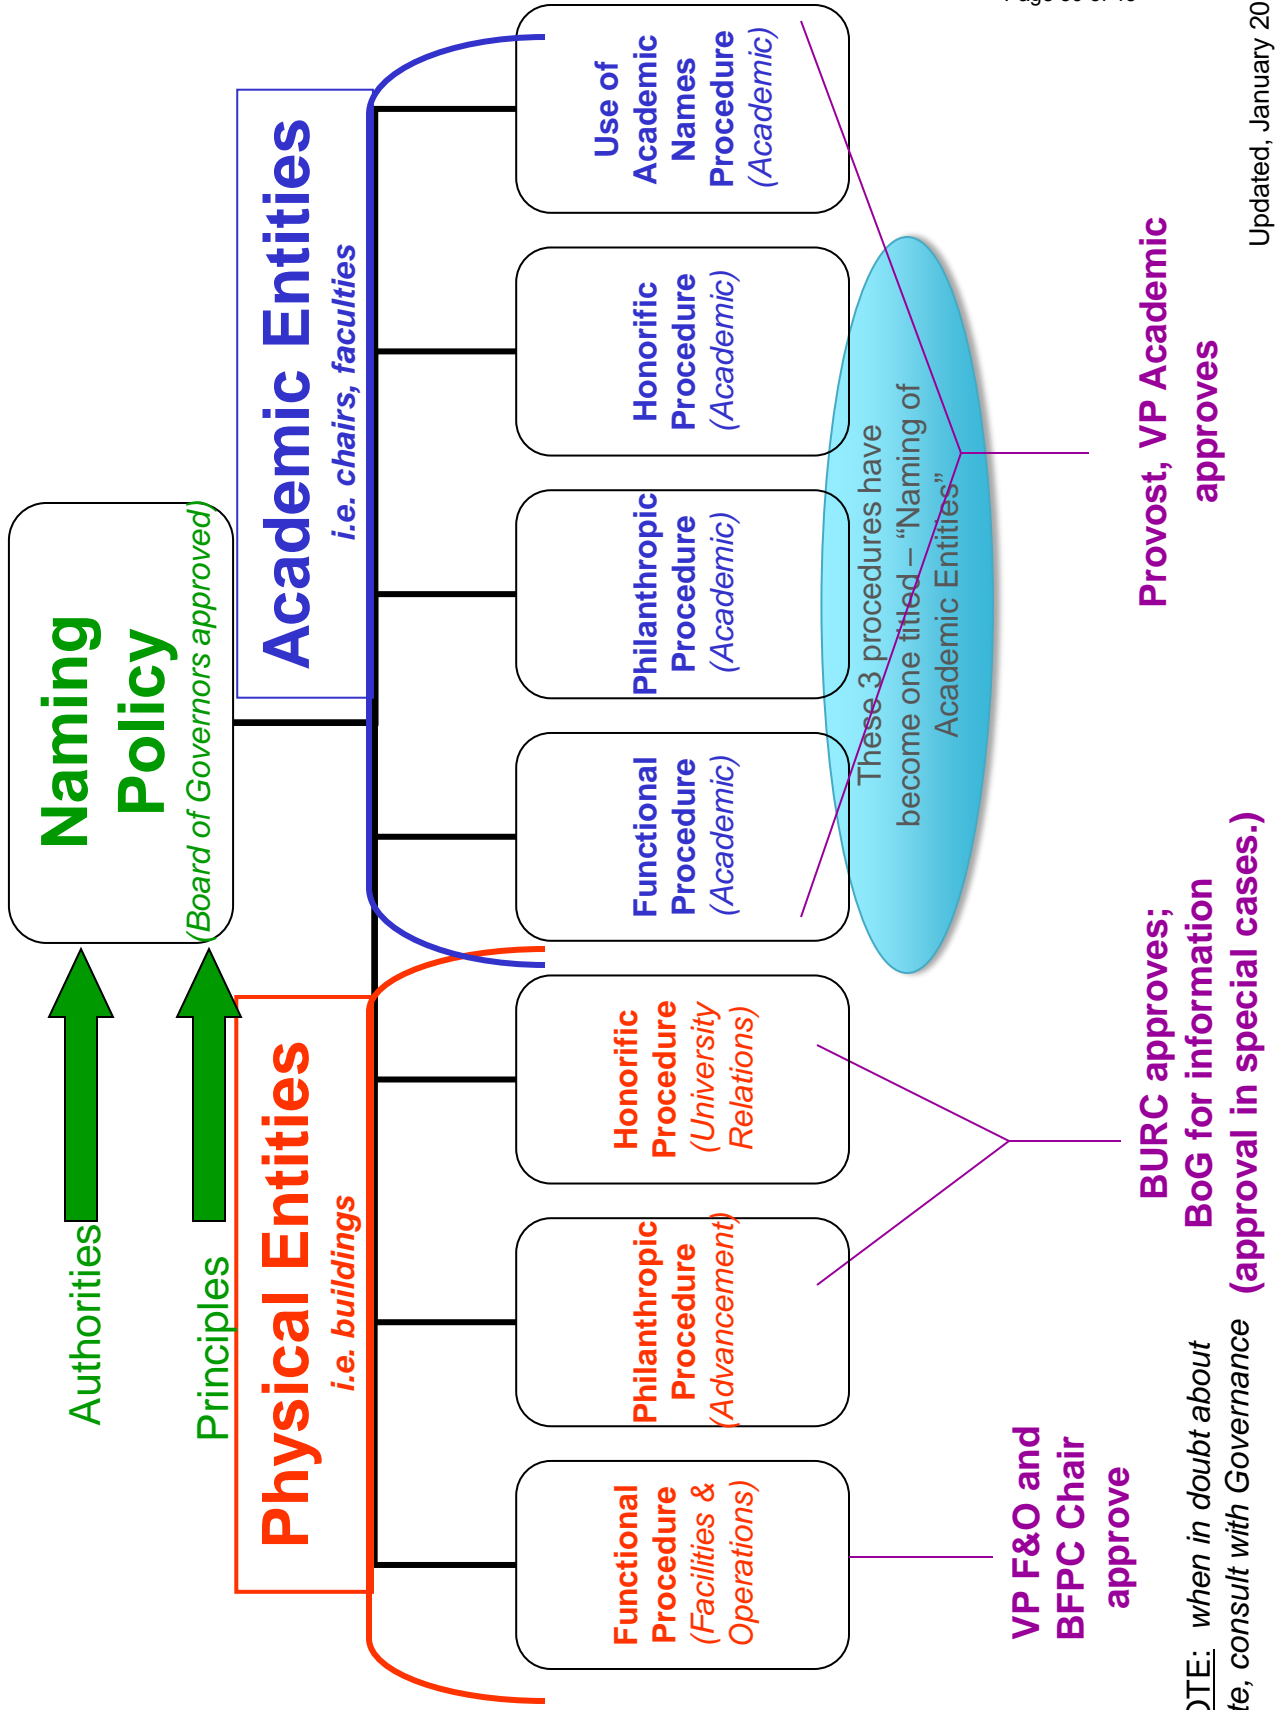 Naming
Policy
(Board of Governors approved)
Authorities
Principles
Physical Entities
i.e. buildings
Academic Entities
i.e. chairs, faculties
Functional
Procedure
(Facilities &
Operations)
Philanthropic
Procedure
(Advancement)
Honorific
Procedure
(University
Relations)
Functional
Procedure
(Academic)
Philanthropic
Procedure
(Academic)
Honorific
Procedure
(Academic)
Use of
Academic
Names
Procedure
(Academic)
These 3 procedures have
become one titled – “Naming of
Academic Entities”
VP F&O and
BFPC Chair
approve
BURC approves;
BoG for information
(approval in special cases.)
Provost, VP Academic
approves
when in doubt about
consult with Governance
Updated, January